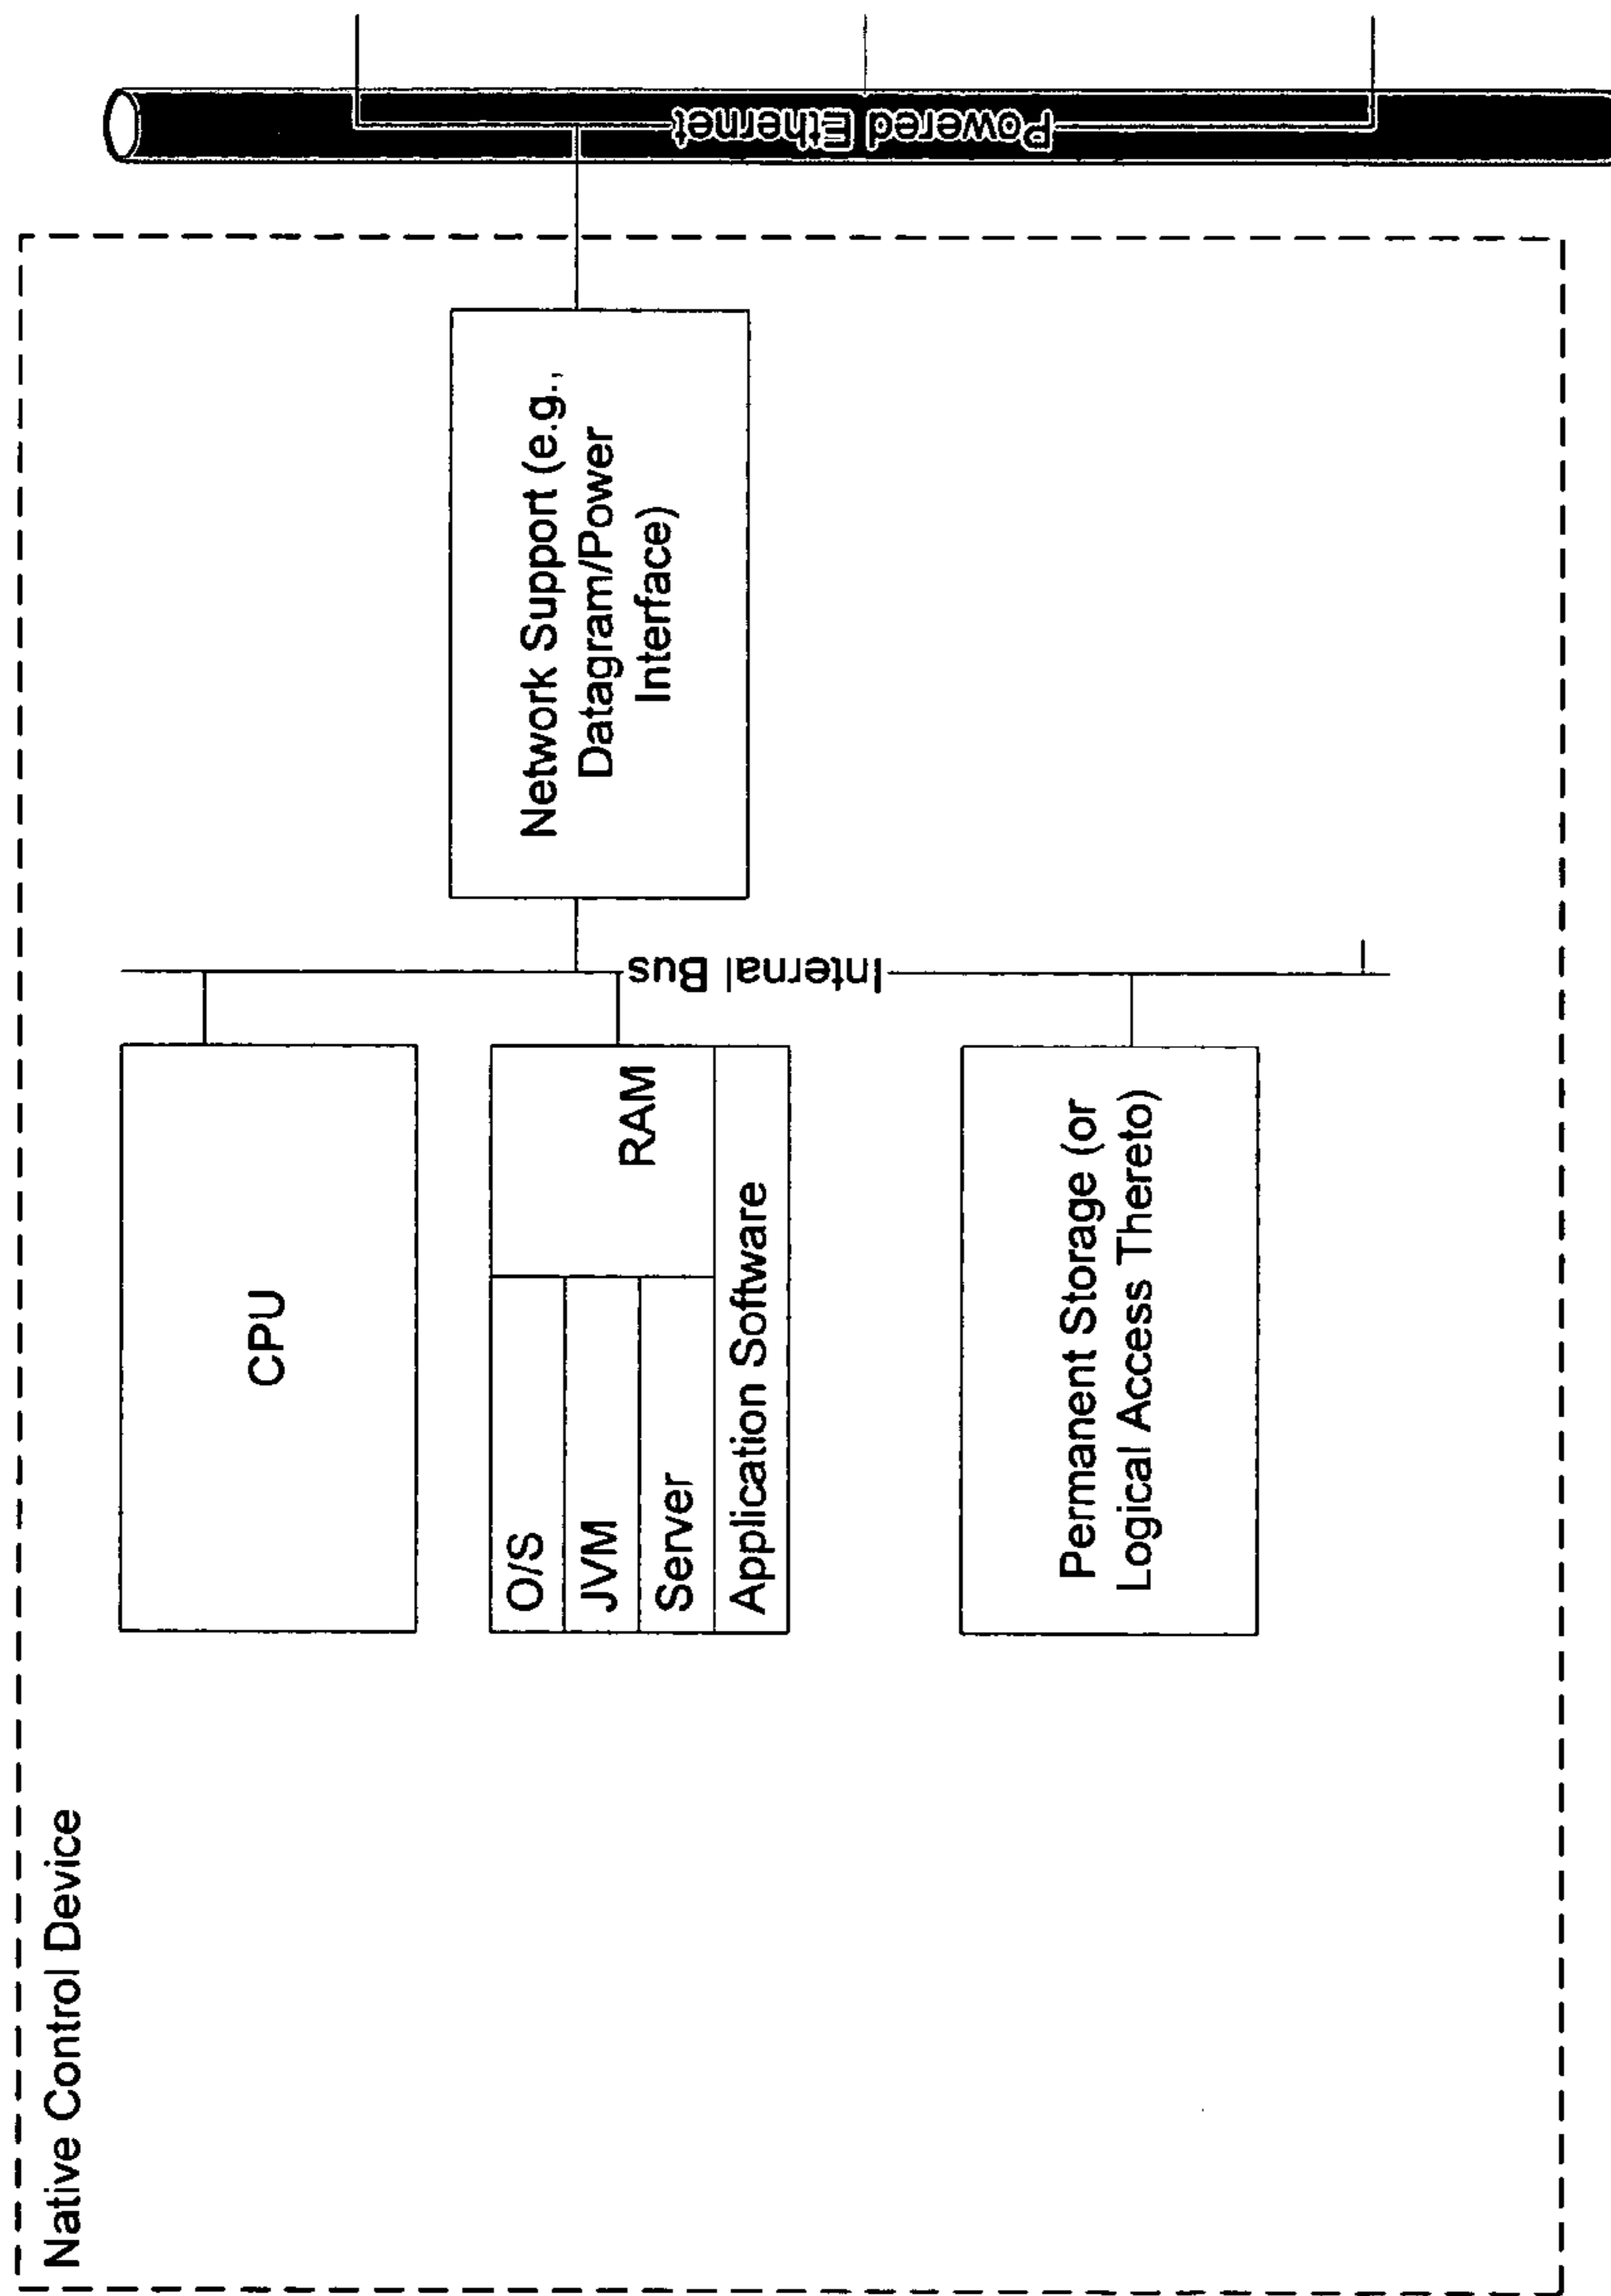 Native Control Device
CPU
O/S
JVM
Server
RAM
Application Software
Permanent Storage (or
Logical Access Thereto)
Internal Bus
Network Support (e.g.,
Datagram/Power
Interface)
Powered Ethernet